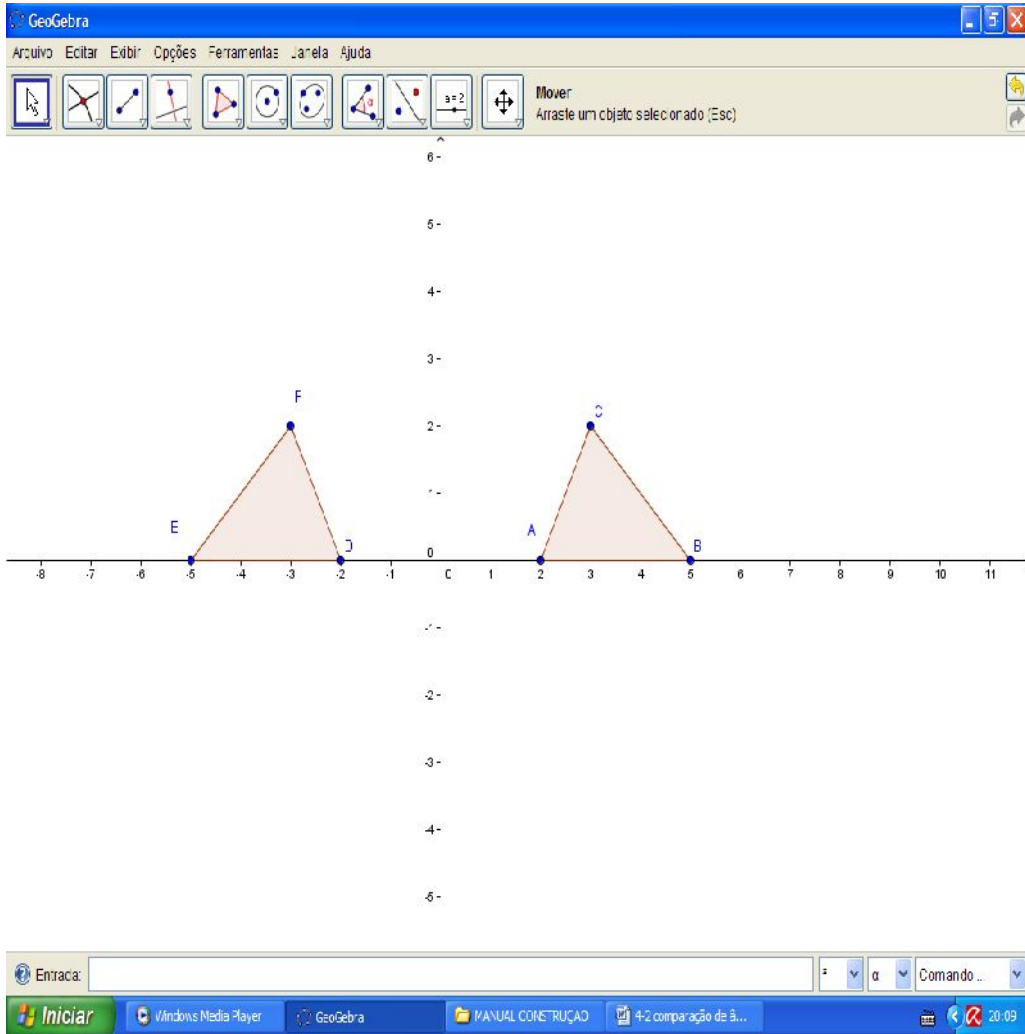 GeoGebra
Arquivo Editar Exibir Opções Ferramentas Janela Ajuda
a=2
α
Mover
Arraste um objeto selecionado (Esc)
6
5
4
3
F
C
2
1
E
D
A
B
0
-8 -7 -6 -5 -4 -3 -2 -1 0 1 2 3 4 5 6 7 8 9 10 11
-1
-2
-3
-4
-5
Entrada:
α
Comando ...
Iniciar
Windows Media Player
GeoGebra
MANUAL CONSTRUÇAO
4-2 comparação de â...
20:09